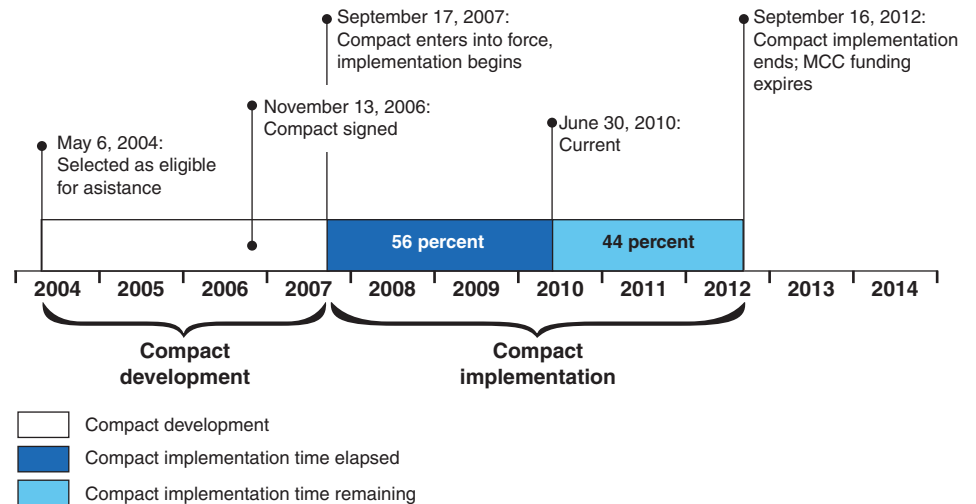 September 17, 2007:
Compact enters into force,
implementation begins
September 16, 2012:
Compact implementation
ends; MCC funding
expires
November 13, 2006:
Compact signed
June 30, 2010:
Current
May 6, 2004:
Selected as eligible
for asistance
56 percent
44 percent
2004 2005 2006 2007 2008 2009 2010 2011 2012 2013 2014
Compact
development
Compact
implementation
Compact development
Compact implementation time elapsed
Compact implementation time remaining